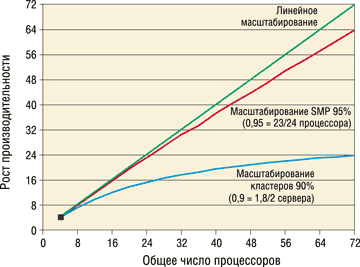 72
64
56
48
40
32
24
16
8
0
Рост производительности
Линейное
масштабирование
Масштабирование SMP 95%
(0,95 = 23/24 процессора)
Масштабирование
кластеров 90%
(0,9 = 1,8/2 сервера)
0 8 16 24 32 40 48 56 64 72
Общее число процессоров